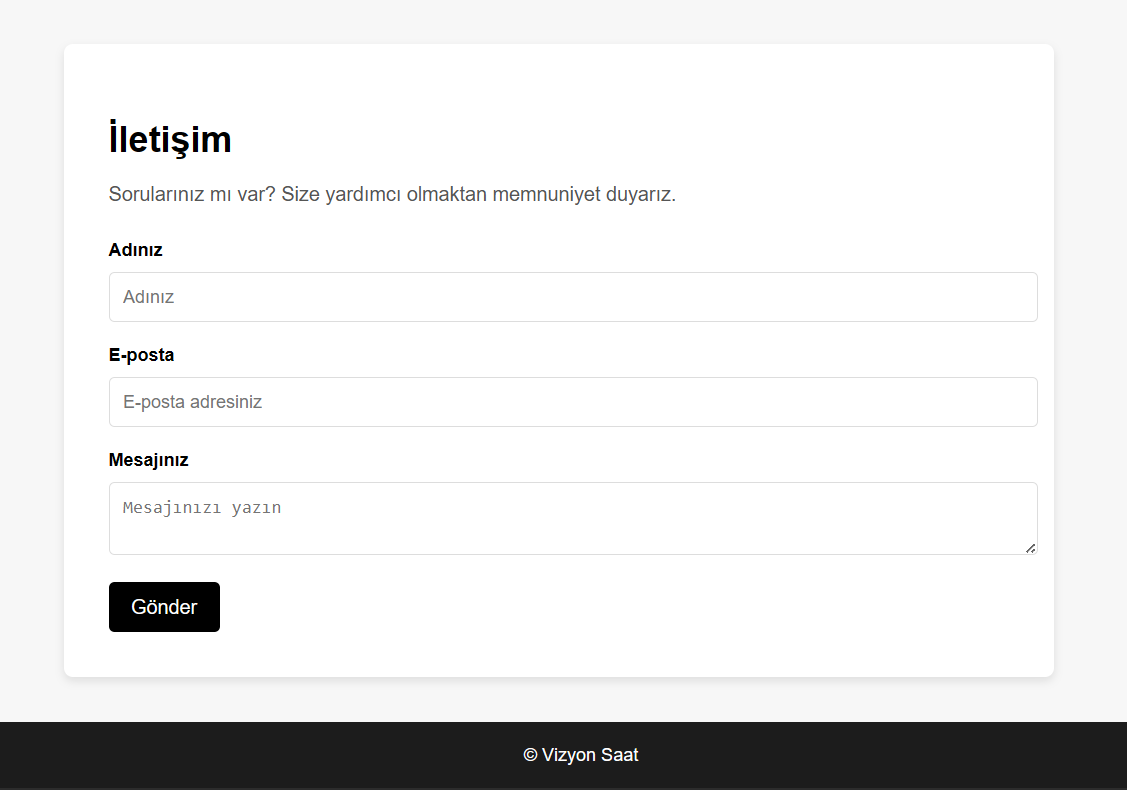 İletişim
Sorularınız mı var? Size yardımcı olmaktan memnuniyet duyarız.
Adınız
Adınız
E-posta
E-posta adresiniz
Mesajınız
Mesajınızı yazın
Gönder
© Vizyon Saat